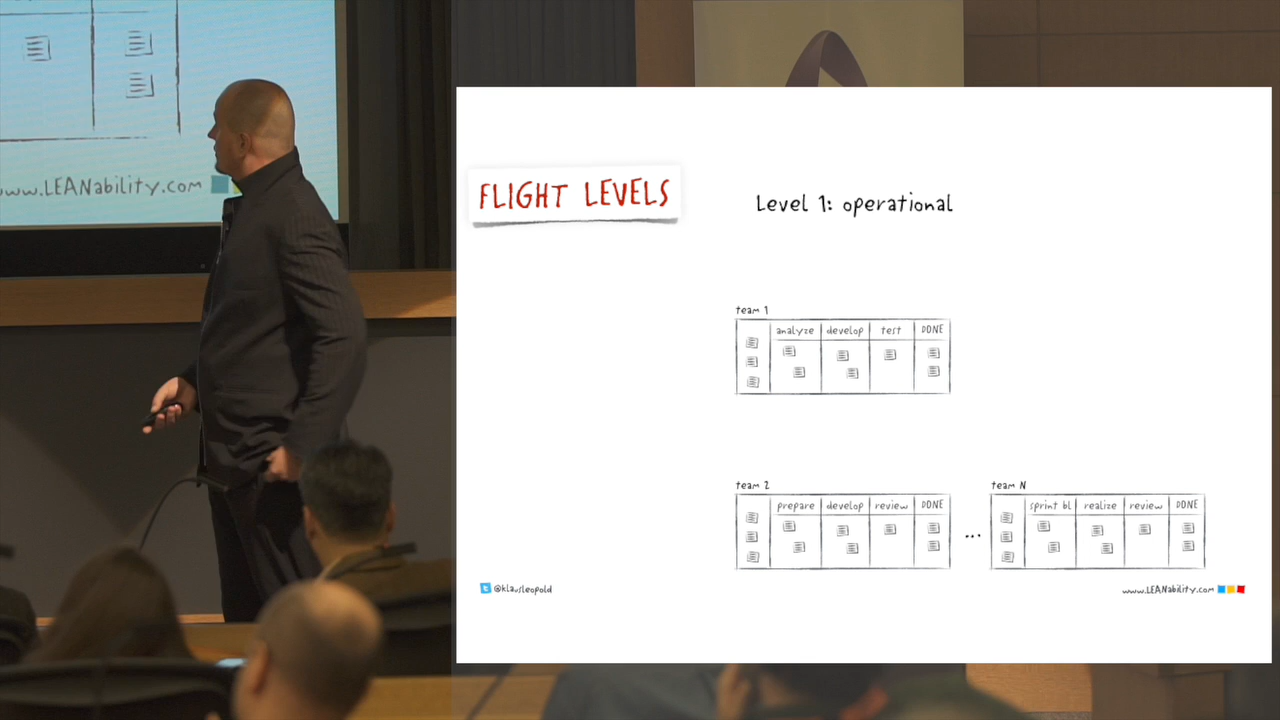 www.LEANability.com
FLIGHT LEVELS
Level 1: operational
team 1
analyze develop test DONE
team 2
prepare develop review DONE
...
team N
sprint bl realize review DONE
@klausleopold
www.LEANability.com